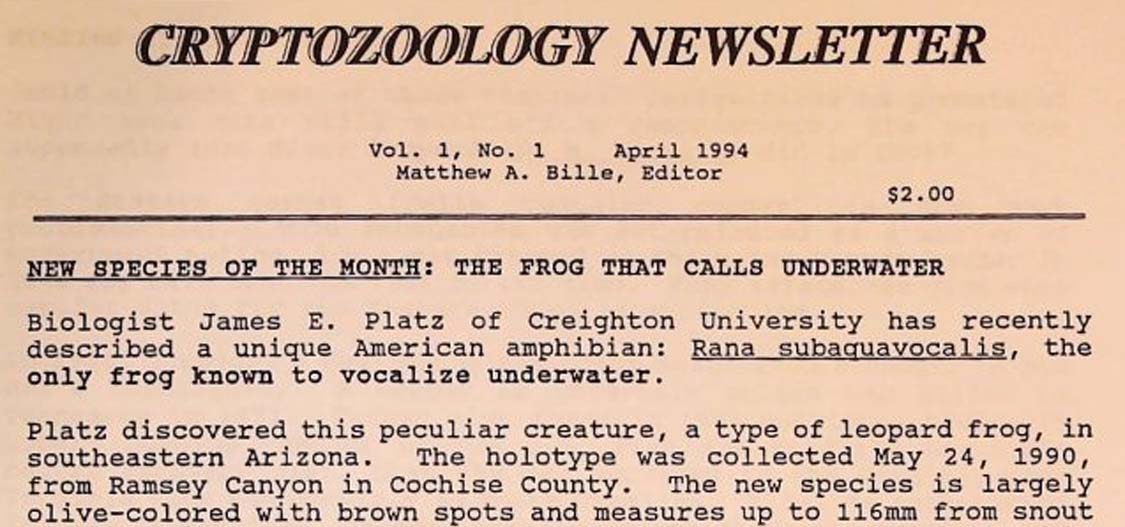 CRYPTOZOOLOGY NEWSLETTER
Vol. 1, No. 1 April 1994
Matthew A. Bille, Editor
$2.00
NEW SPECIES OF THE MONTH: THE FROG THAT CALLS UNDERWATER
Biologist James E. Platz of Creighton University has recently
described a unique American amphibian: Rana subaquavocalis, the
only frog known to vocalize underwater.
Platz discovered this peculiar creature, a type of leopard frog, in
southeastern Arizona. The holotype was collected May 24, 1990,
from Ramsey Canyon in Cochise County. The new species is largely
olive-colored with brown spots and measures up to 116mm from snout